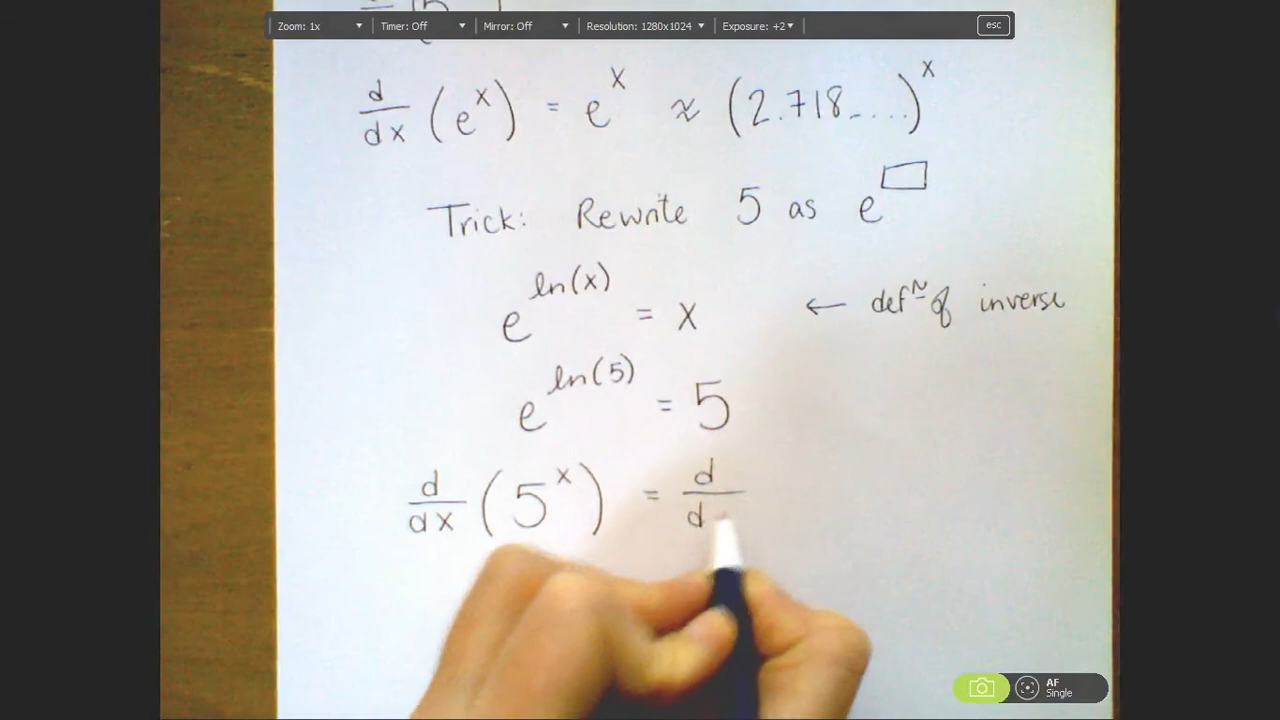 Zoom: 1x Timer: Off Mirror: Off Resolution: 1280x1024 Exposure: +2 esc
d/dx (e^x) = e^x ≈ (2.718.....)^x
Trick: Rewrite 5 as e^□
e^ln(x) = x ← def^n of inverse
e^ln(5) = 5
d/dx (5^x) = d/d
AF
Single